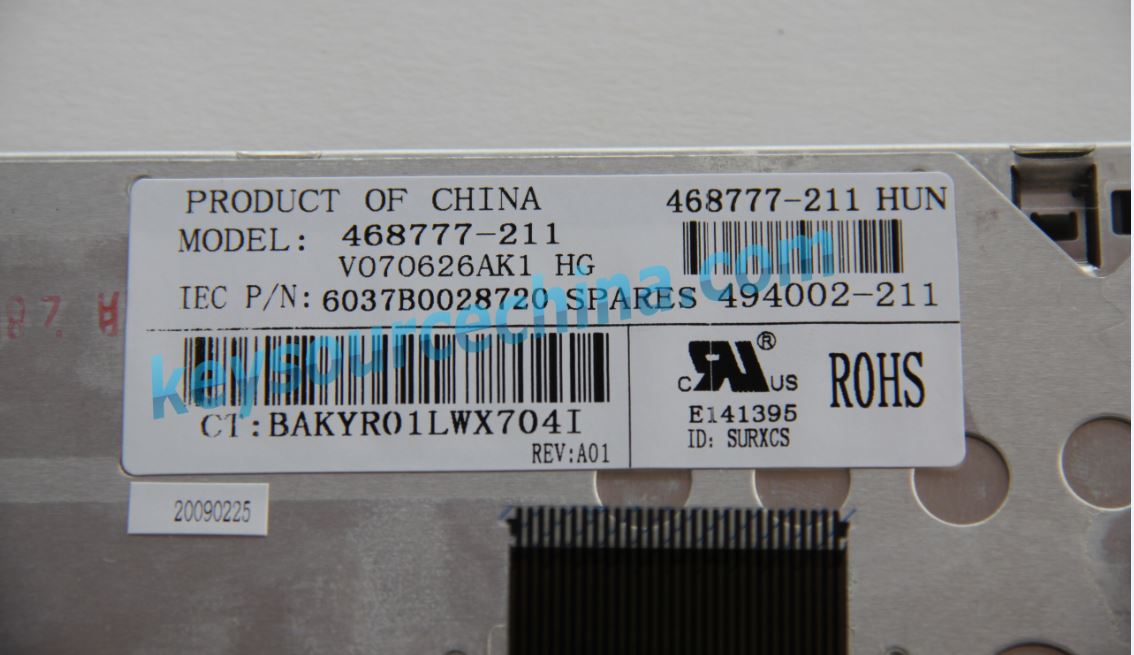 PRODUCT OF CHINA
468777-211 HUN
MODEL: 468777-211
V070626AK1 HG
IEC P/N: 6037B0028720 SPARES 494002-211
keysourcechina.com
CT:BAKYR01LWX704I
REV:A01
C US ®
E141395
ID: SURXCS
ROHS
20090225
87. H